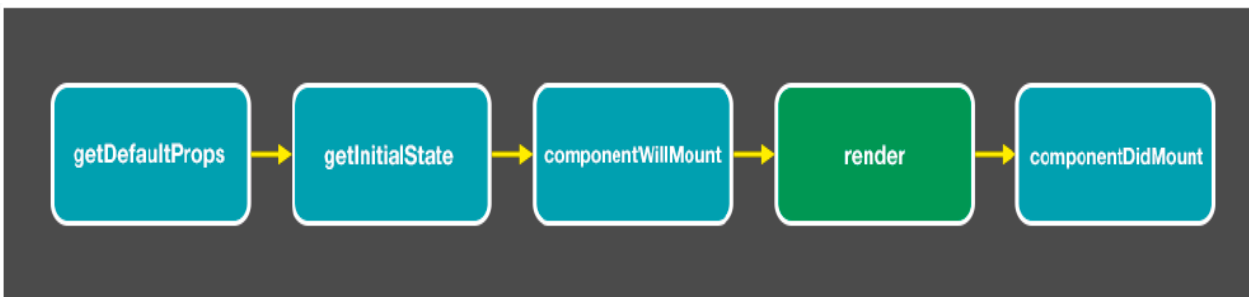 getDefaultProps
getInitialState
componentWillMount
render
componentDidMount